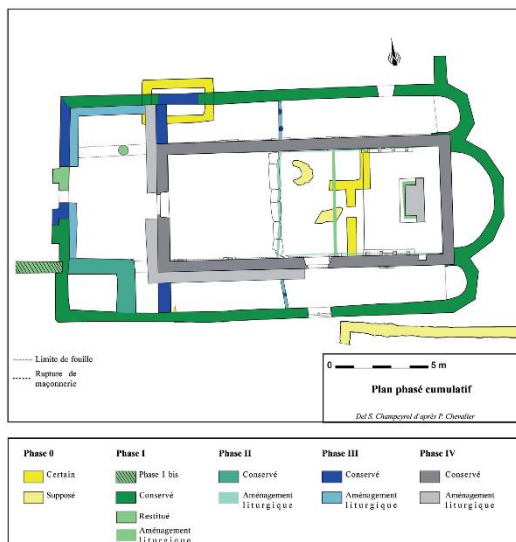 N
Limite de fouille
Rupture de
maçonnerie
0 5 m
Plan phasé cumulatif
Del S. Champeyrol d'après P. Chevalier
Phase 0 Phase I Phase II Phase III Phase IV
Certain Phase 1 bis Conservé Conservé Conservé
Supposé Conservé Aménagement Aménagement Aménagement
liturgique liturgique liturgique
Restitué
Aménagement
liturgique